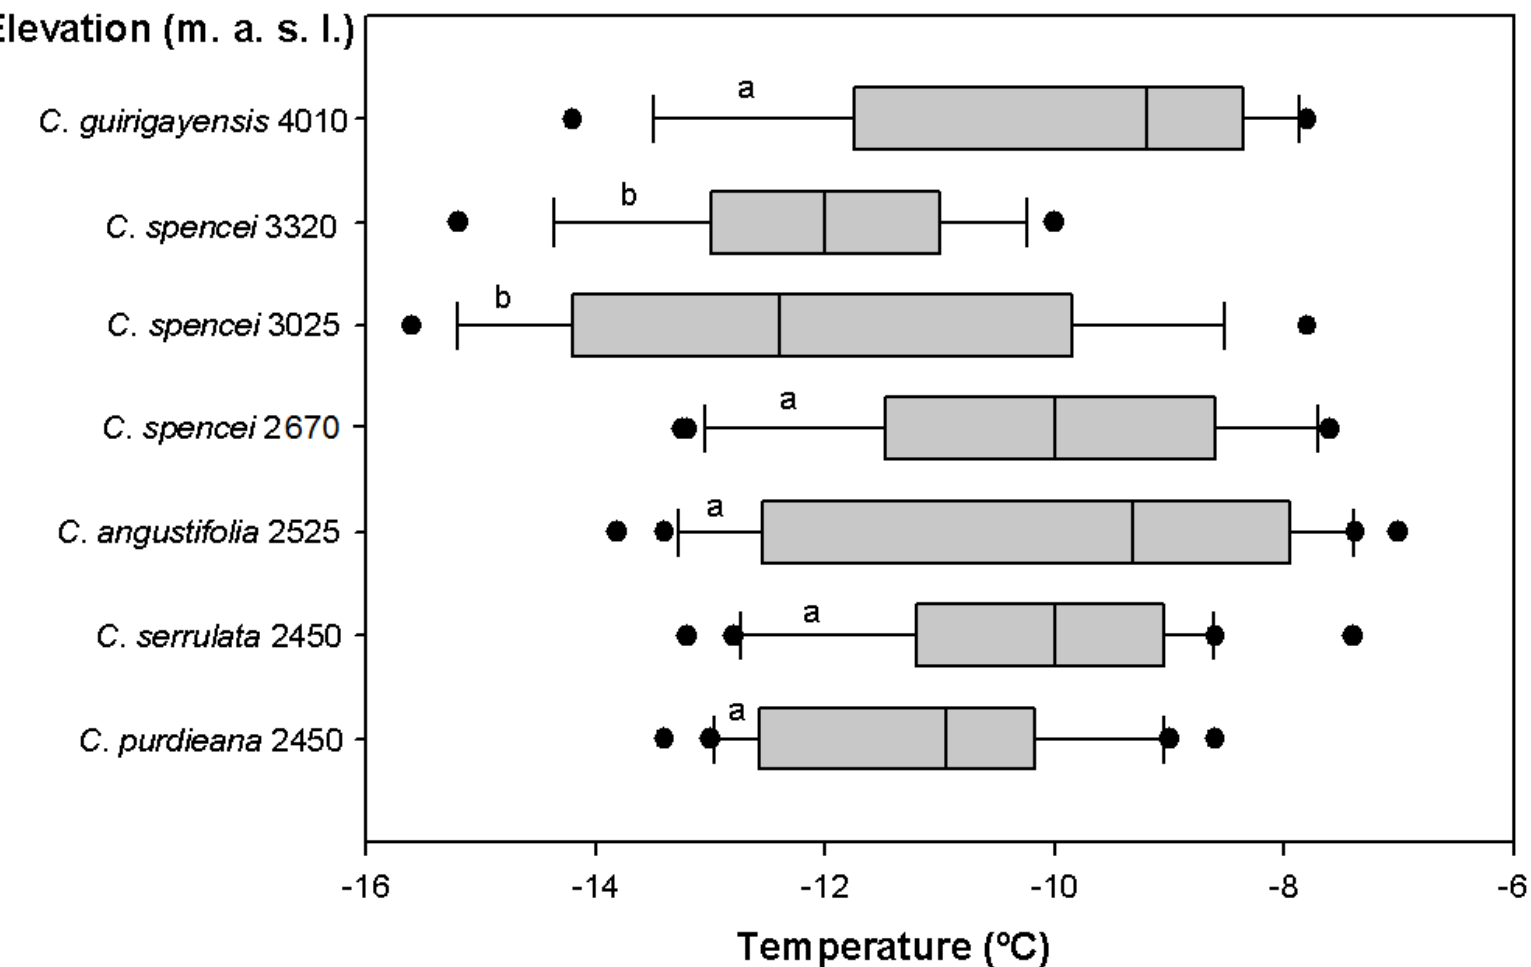 Elevation (m. a. s. l.)
a
C. guirigayensis 4010
b
C. spencei 3320
b
C. spencei 3025
a
C. spencei 2670
a
C. angustifolia 2525
a
C. serrulata 2450
a
C. purdieana 2450
-16 -14 -12 -10 -8 -6
Temperature (ºC)